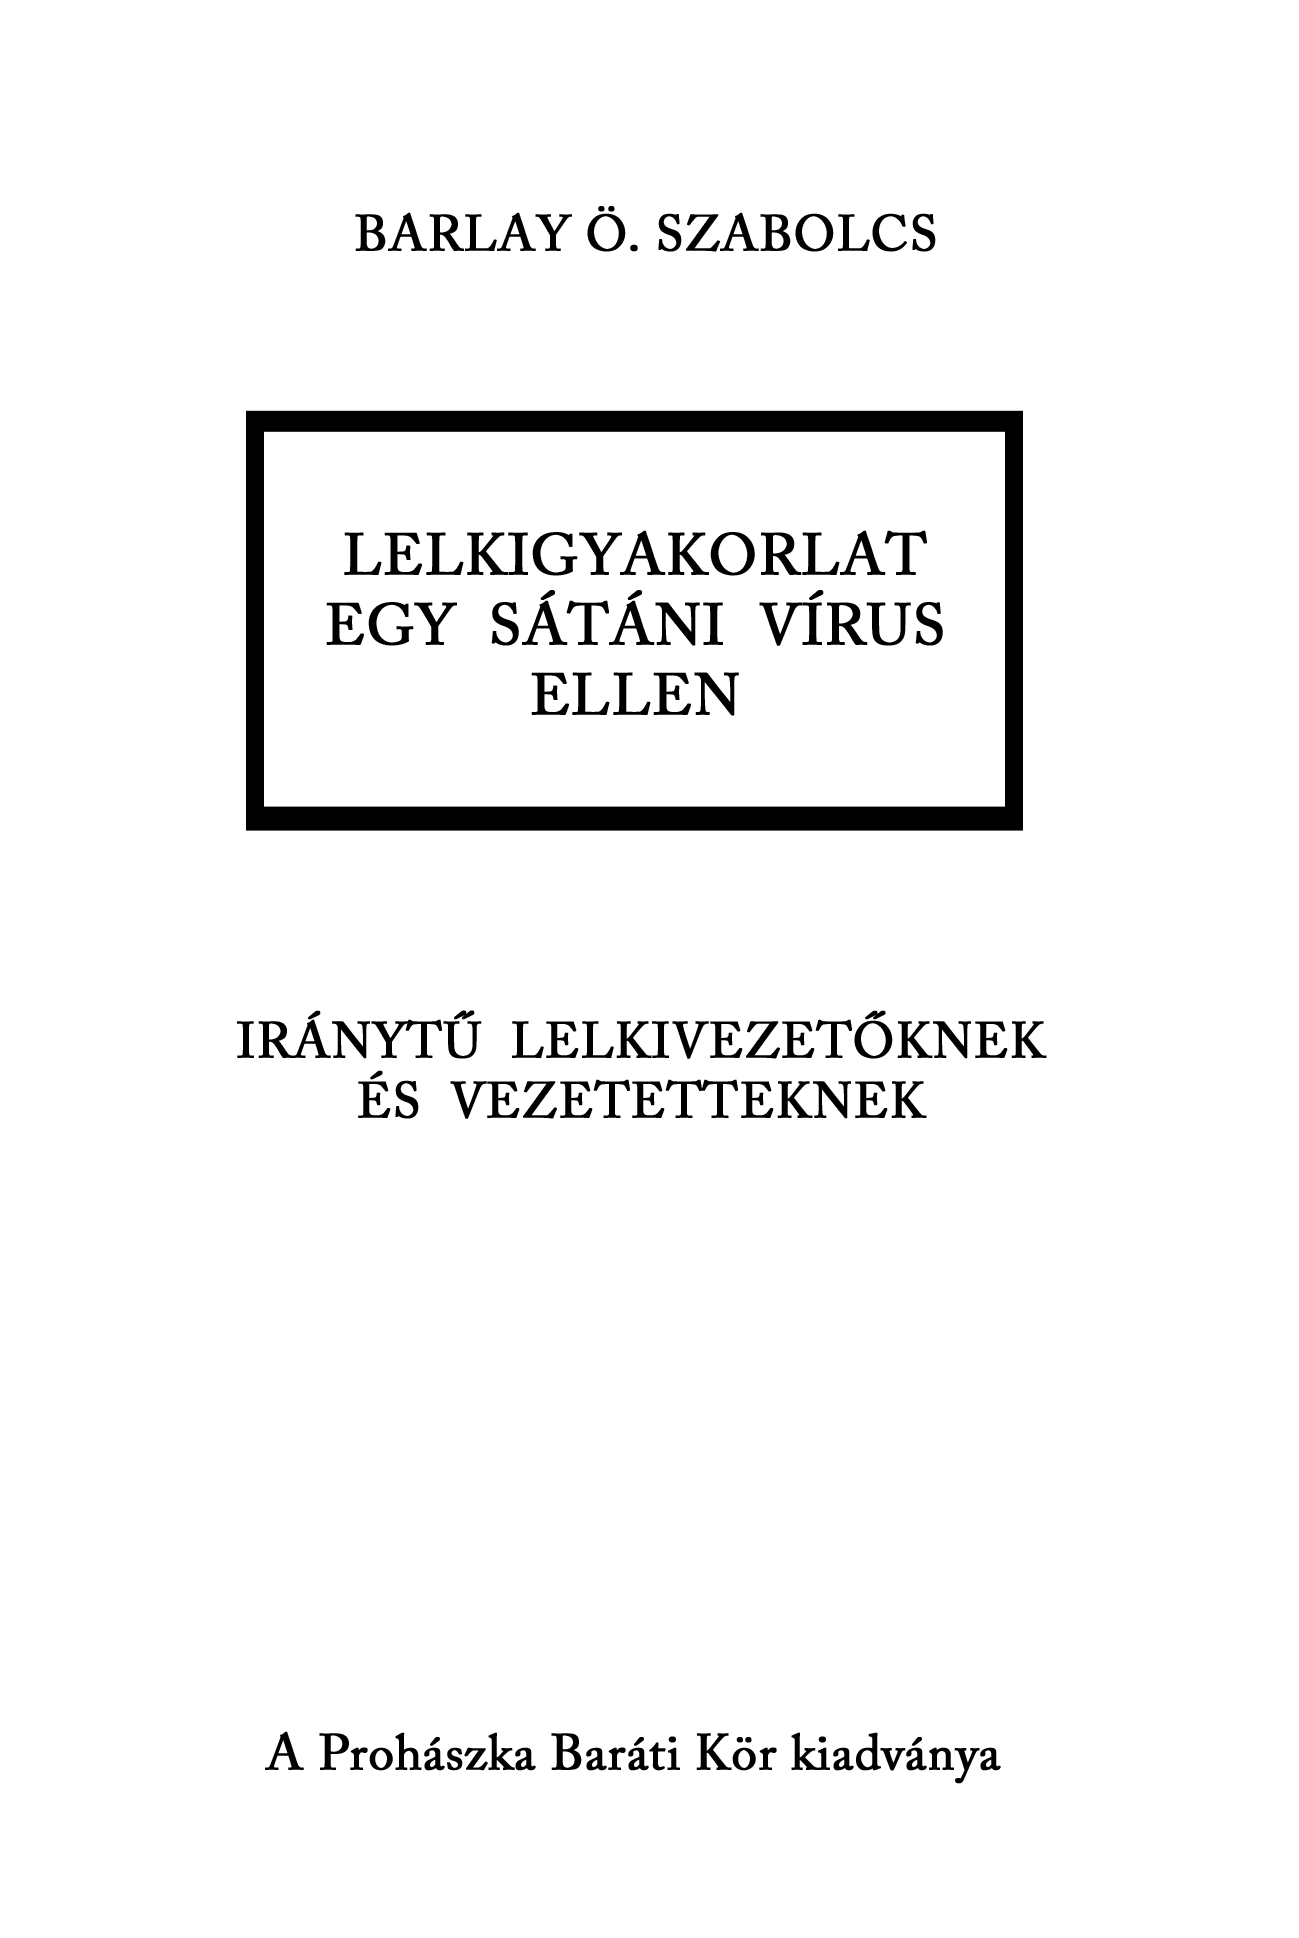 BARLAY Ö. SZABOLCS
LELKIGYAKORLAT
EGY SÁTÁNI VÍRUS
ELLEN
IRÁNYTŰ LELKIVEZETŐKNEK
ÉS VEZETETTEKNEK
A Prohászka Baráti Kör kiadványa